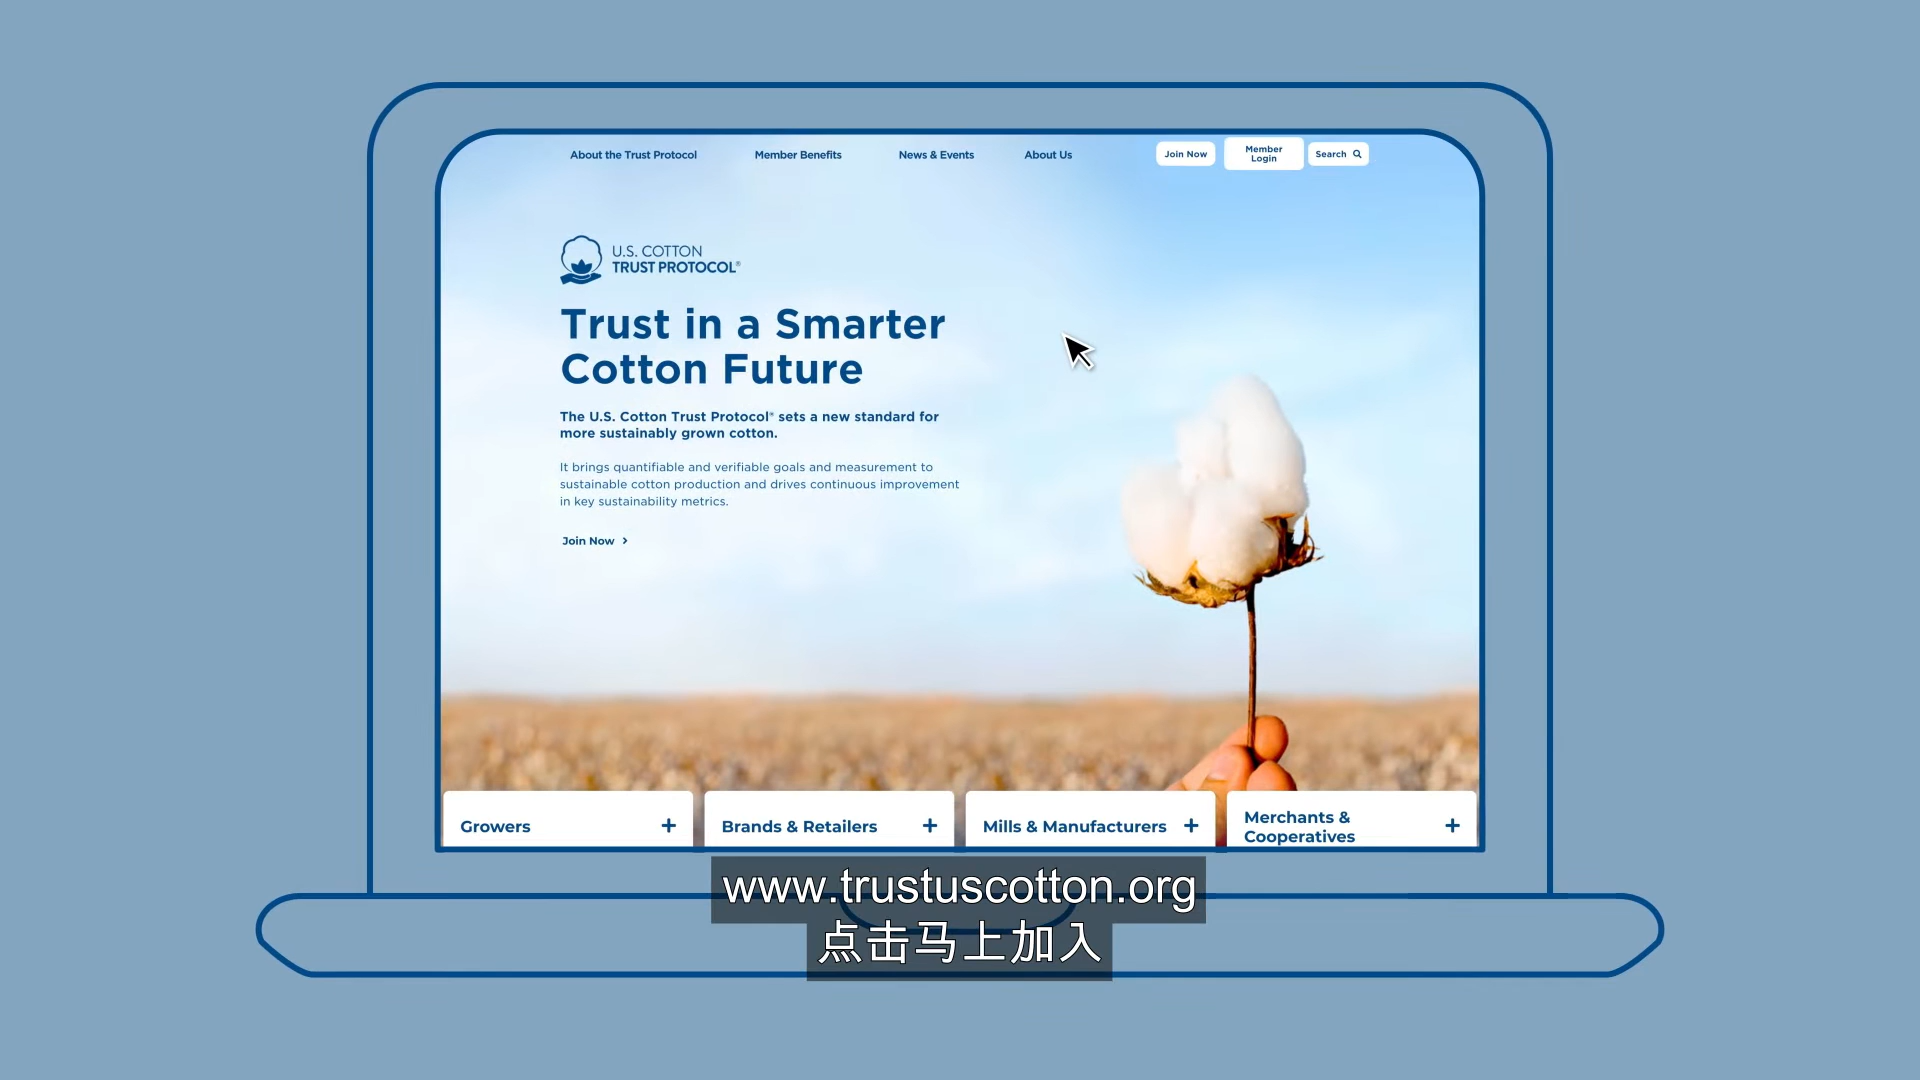 About the Trust Protocol
Member Benefits
News & Events
About Us
Join Now
Member
Login
Search
U.S. COTTON
TRUST PROTOCOL®
Trust in a Smarter
Cotton Future
The U.S. Cotton Trust Protocol® sets a new standard for
more sustainably grown cotton.
It brings quantifiable and verifiable goals and measurement to
sustainable cotton production and drives continuous improvement
in key sustainability metrics.
Join Now >
Growers +
Brands & Retailers +
Mills & Manufacturers +
Merchants &
Cooperatives +
www.trustuscotton.org
点击马上加入